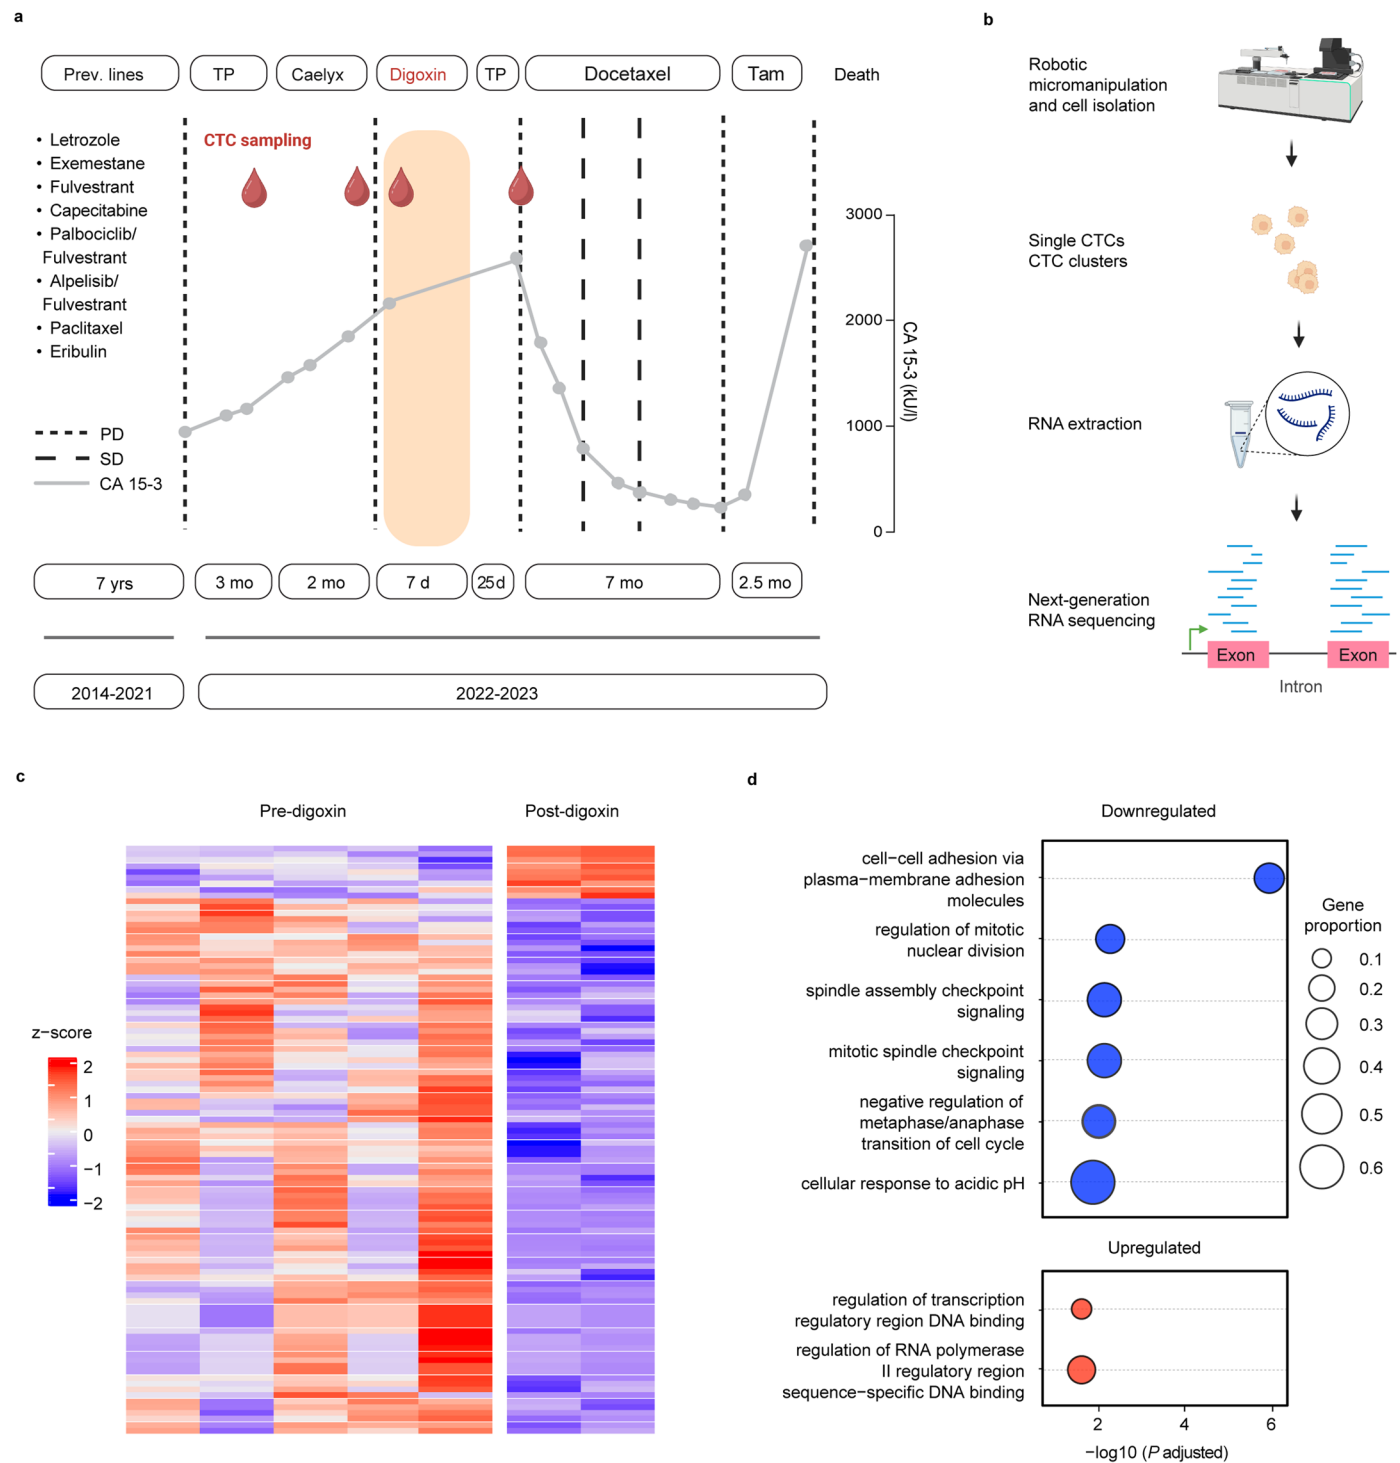 a
Prev. lines
TP
Caelyx
Digoxin
TP
Docetaxel
Tam
Death
• Letrozole
• Exemestane
• Fulvestrant
• Capecitabine
• Palbociclib/
Fulvestrant
• Alpelisib/
Fulvestrant
• Paclitaxel
• Eribulin
CTC sampling
PD
SD
CA 15-3
3000
2000
1000
0
CA 15-3 (kU/l)
7 yrs
3 mo
2 mo
7 d
25d
7 mo
2.5 mo
2014-2021
2022-2023
b
Robotic
micromanipulation
and cell isolation
Single CTCs
CTC clusters
RNA extraction
Next-generation
RNA sequencing
Exon
Exon
Intron
c
Pre-digoxin
Post-digoxin
z−score
2
1
0
−1
−2
d
Downregulated
cell−cell adhesion via
plasma−membrane adhesion
molecules
regulation of mitotic
nuclear division
spindle assembly checkpoint
signaling
mitotic spindle checkpoint
signaling
negative regulation of
metaphase/anaphase
transition of cell cycle
cellular response to acidic pH
Gene
proportion
0.1
0.2
0.3
0.4
0.5
0.6
Upregulated
regulation of transcription
regulatory region DNA binding
regulation of RNA polymerase
II regulatory region
sequence−specific DNA binding
2
4
6
−log10 (P adjusted)